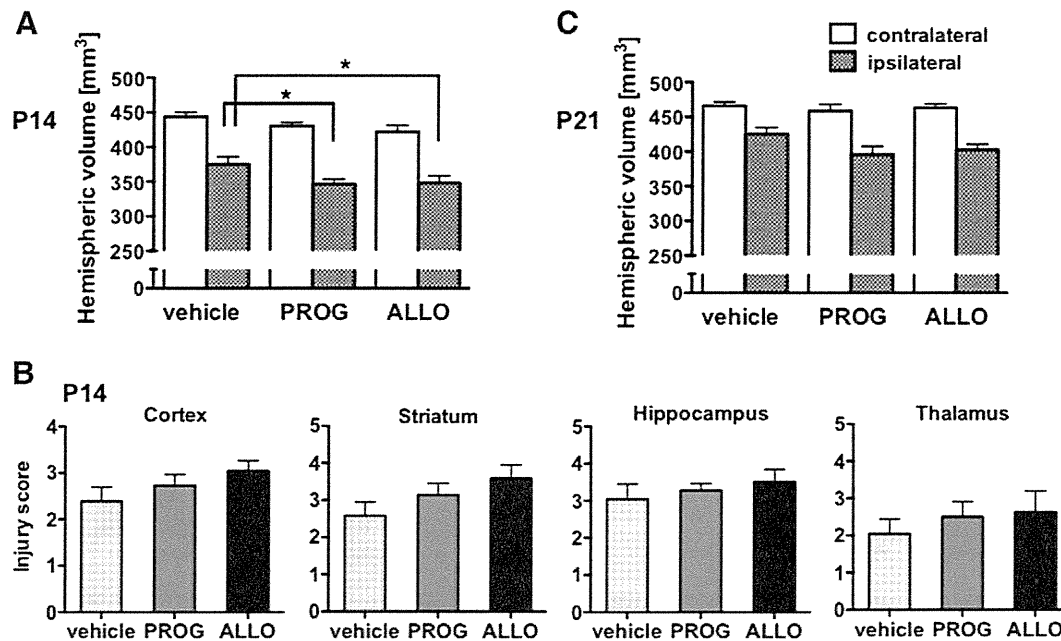 A
P14
Hemispheric volume [mm³]
500
450
400
350
300
250
0
*
*
vehicle PROG ALLO
C
P21
contralateral
ipsilateral
Hemispheric volume [mm³]
500
450
400
450
500
250
0
vehicle PROG ALLO
B
P14
Cortex
Injury score
4
3
2
1
0
vehicle PROG ALLO
Striatum
5
4
3
2
1
0
vehicle PROG ALLO
Hippocampus
5
4
3
2
1
0
vehicle PROG ALLO
Thalamus
5
4
3
2
1
0
vehicle PROG ALLO